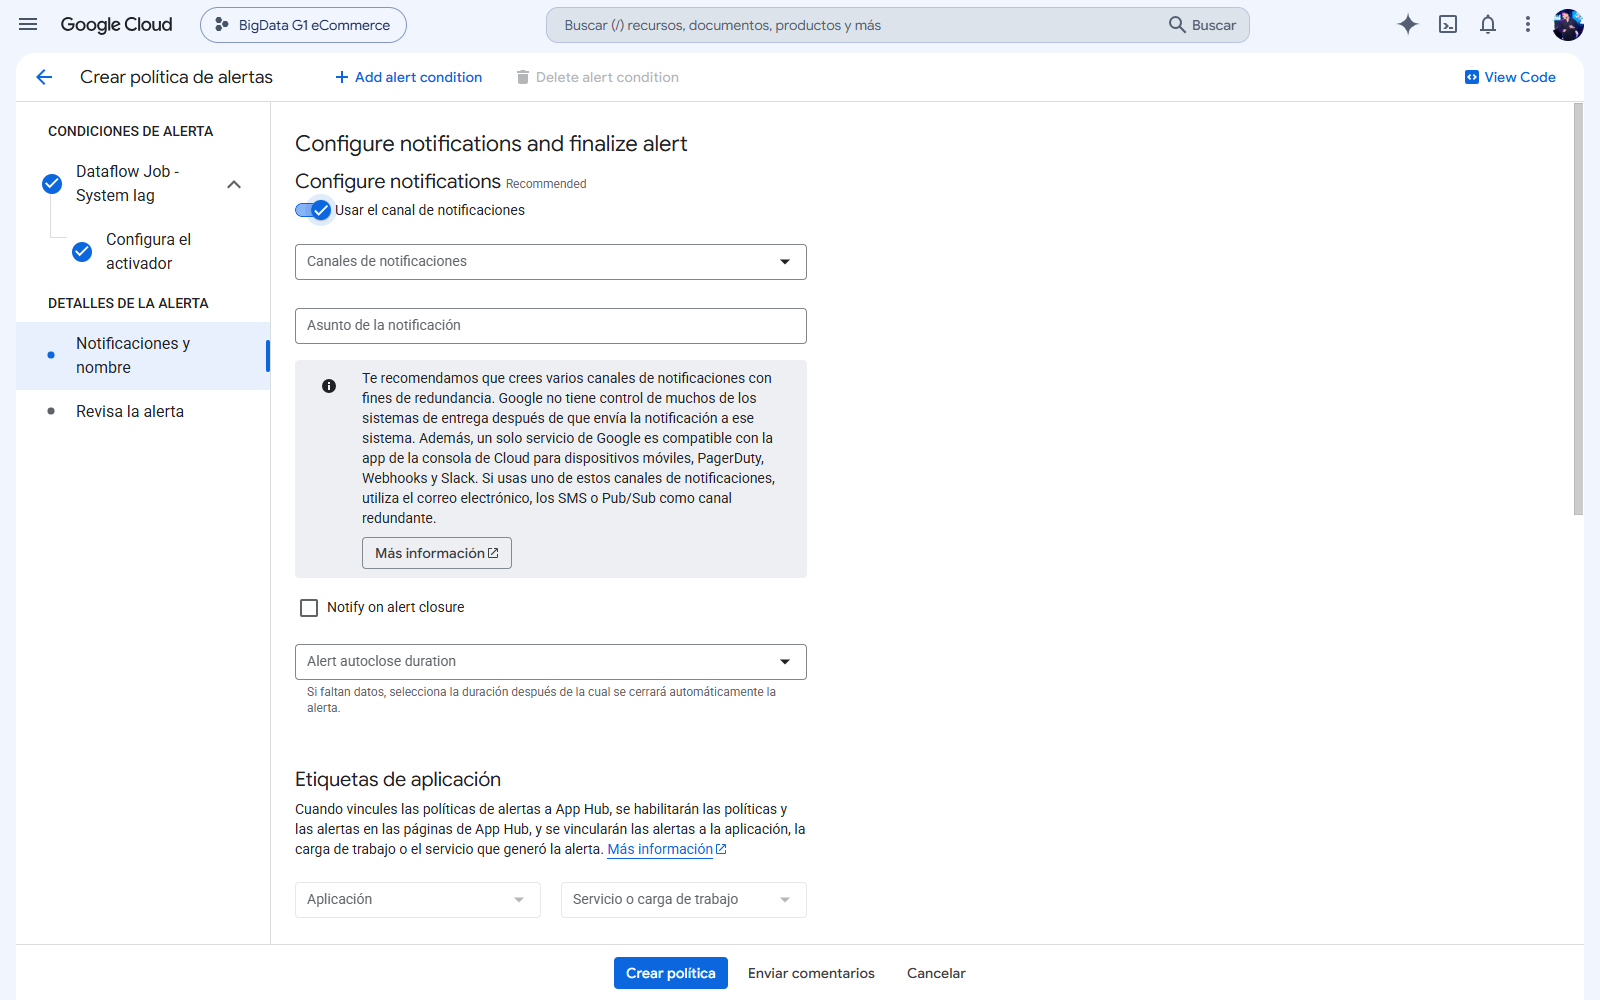 Google Cloud
BigData G1 eCommerce
Buscar (/) recursos, documentos, productos y más
Buscar
Crear política de alertas
Add alert condition
Delete alert condition
View Code
CONDICIONES DE ALERTA
Dataflow Job -
System lag
Configura el
activador
DETALLES DE LA ALERTA
Notificaciones y
nombre
Revisa la alerta
Configure notifications and finalize alert
Configure notifications Recommended
Usar el canal de notificaciones
Canales de notificaciones
Asunto de la notificación
Te recomendamos que crees varios canales de notificaciones con
fines de redundancia. Google no tiene control de muchos de los
sistemas de entrega después de que envía la notificación a ese
sistema. Además, un solo servicio de Google es compatible con la
app de la consola de Cloud para dispositivos móviles, PagerDuty,
Webhooks y Slack. Si usas uno de estos canales de notificaciones,
utiliza el correo electrónico, los SMS o Pub/Sub como canal
redundante.
Más información
Notify on alert closure
Alert autoclose duration
Si faltan datos, selecciona la duración después de la cual se cerrará automáticamente la
alerta.
Etiquetas de aplicación
Cuando vincules las políticas de alertas a App Hub, se habilitarán las políticas y
las alertas en las páginas de App Hub, y se vincularán las alertas a la aplicación, la
carga de trabajo o el servicio que generó la alerta. Más información
Aplicación
Servicio o carga de trabajo
Crear política
Enviar comentarios
Cancelar